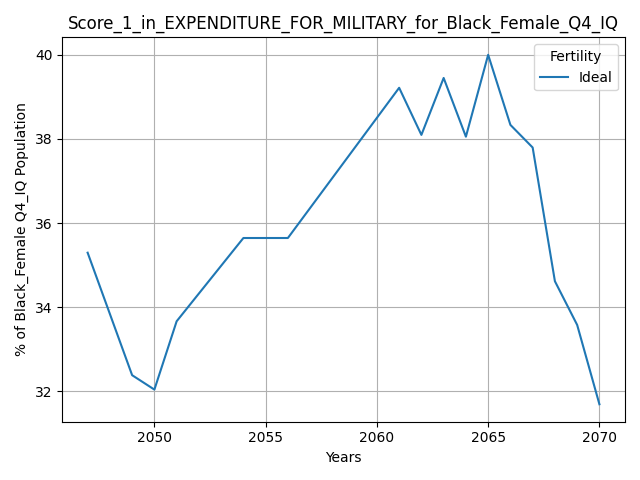 Score_1_in_EXPENDITURE_FOR_MILITARY_for_Black_Female_Q4_IQ
% of Black_Female Q4_IQ Population
40
38
36
34
32
Fertility
Ideal
2050 2055 2060 2065 2070
Years